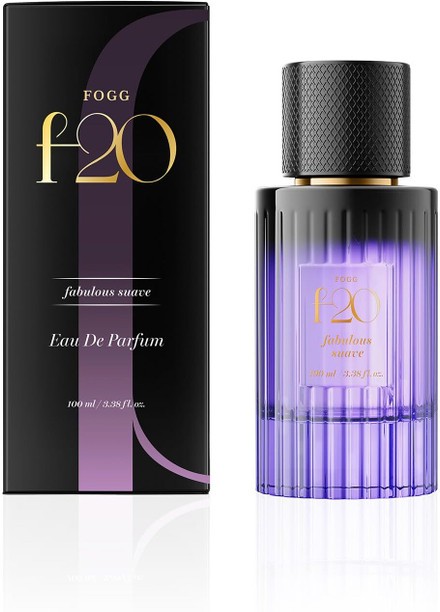 FOGG
f20
fabulous suave
Eau De Parfum
100 ml / 3.38 fl. oz.
FOGG
f20
fabulous
suave
100 ml / 3.38 fl. oz.